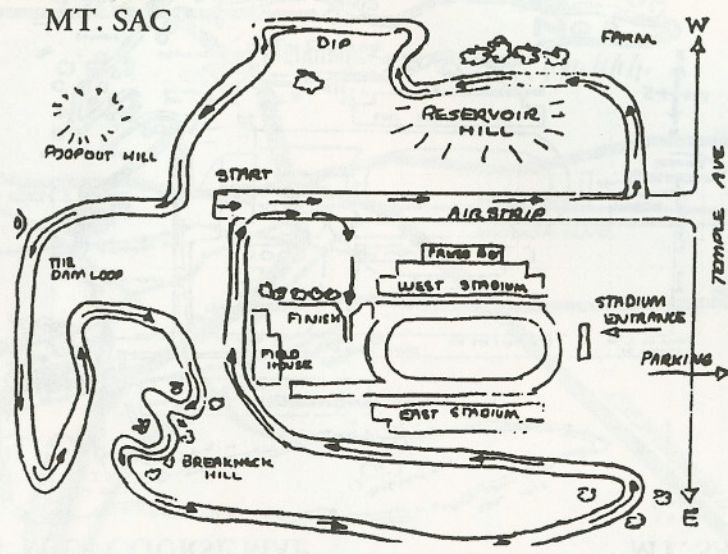 MT. SAC
W
DIP
FARM
RESERVOIR
HILL
POOPOUT HILL
START
AIRSTRIP
TEMPLE AVE
THE
DAM LOOP
PRESS BOX
WEST STADIUM
STADIUM
ENTRANCE
FINISH
FIELD
HOUSE
PARKING
EAST STADIUM
BREAKNECK
HILL
E